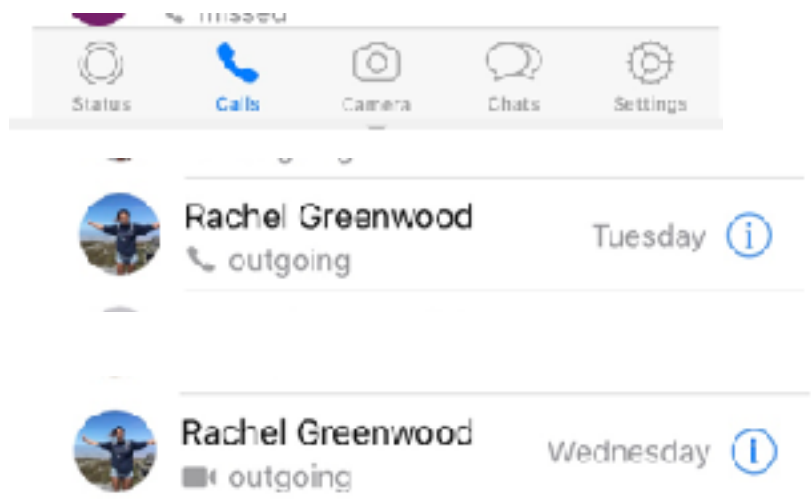 missed
Status Calls Camera Chats Settings
Rachel Greenwood
outgoing
Tuesday
Rachel Greenwood
outgoing
Wednesday